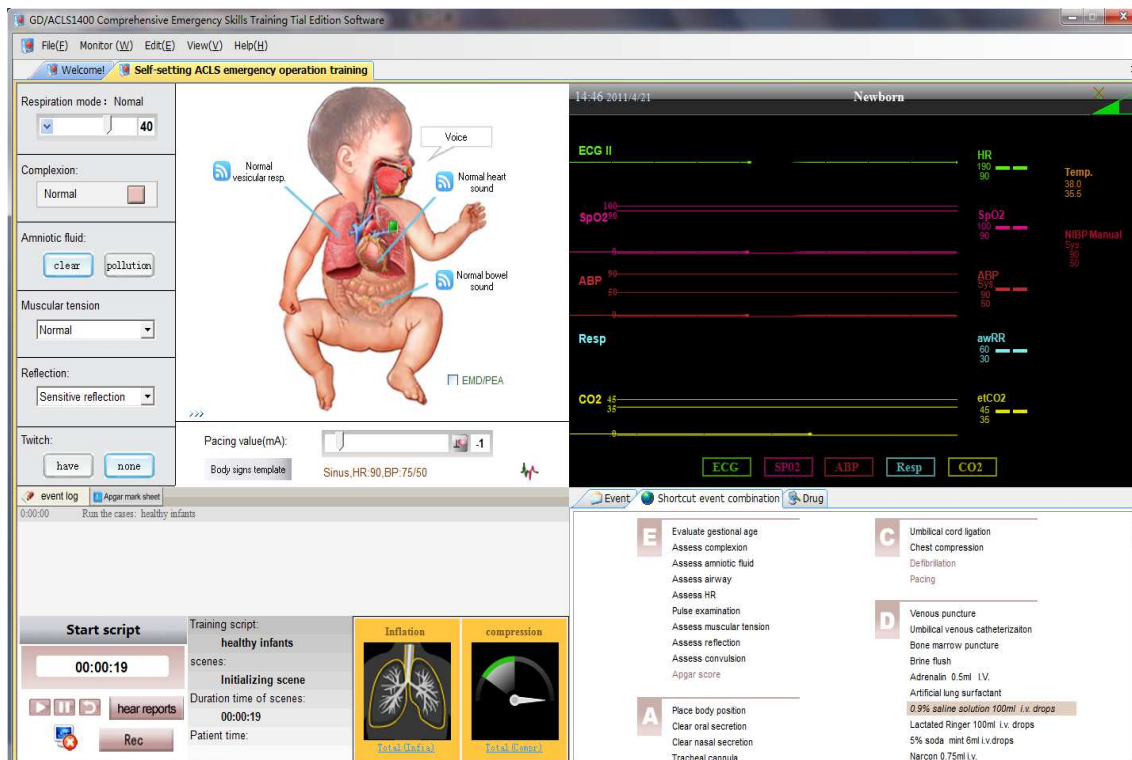 GD/ACLS1400 Comprehensive Emergency Skills Training Tial Edition Software
File(F) Monitor (W) Edit(E) View(V) Help(H)
Welcome! Self-setting ACLS emergency operation training
Respiration mode: Normal
40
Complexion:
Normal
Amniotic fluid:
clear pollution
Muscular tension
Normal
Reflection:
Sensitive reflection
Twitch:
have none
Voice
Normal
vesicular resp.
Normal heart
sound
Normal bowel
sound
EMD/PEA
>>>
Pacing value(mA): -1
Body signs template Sinus,HR:90,BP:75/50
14:46 2011/4/21 Newborn
ECG II
HR
190
90
Temp.
38.0
35.5
SpO2
100
90
0
SpO2
100
90
NIBP Manual
Sys.
90
50
ABP
90
50
0
ABP
Sys
90
50
Resp
awRR
60
30
CO2
45
35
0
etCO2
45
35
ECG SPO2 ABP Resp CO2
event log Apgar mark sheet
0:00:00 Run the cases: healthy infants
Start script
00:00:19
hear reports
Rec
Training script:
healthy infants
scenes:
Initializing scene
Duration time of scenes:
00:00:19
Patient time:
Inflation
Total(Infla)
compression
Total(Compr)
Event Shortcut event combination Drug
E
Evaluate gestional age
Assess complexion
Assess amniotic fluid
Assess airway
Assess HR
Pulse examination
Assess muscular tension
Assess reflection
Assess convulsion
Apgar score
A
Place body position
Clear oral secretion
Clear nasal secretion
Tracheal cannula
C
Umbilical cord ligation
Chest compression
Defibrillation
Pacing
D
Venous puncture
Umbilical venous catheterizaiton
Bone marrow puncture
Brine flush
Adrenalin 0.5ml I.V.
Artificial lung surfactant
0.9% saline solution 100ml i.v. drops
Lactated Ringer 100ml i.v. drops
5% soda mint 6ml i.v.drops
Narcon 0.75ml i.v.